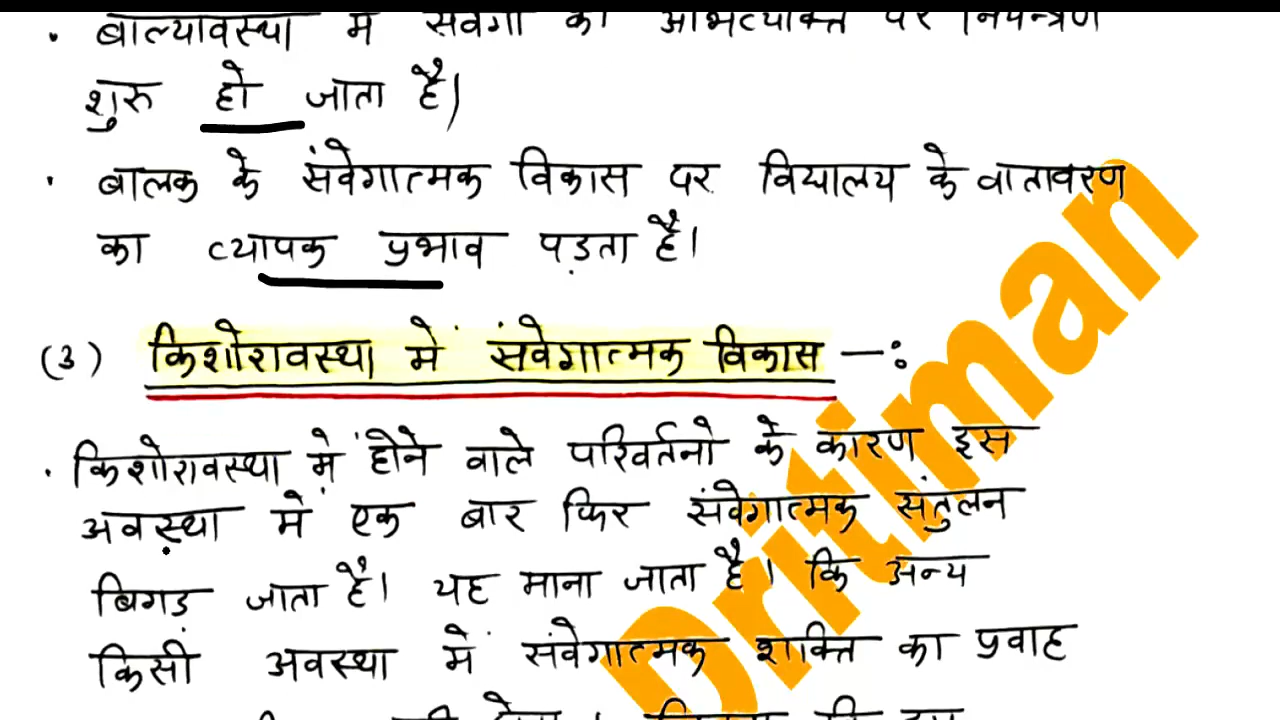 • बाल्यावस्था में संवेगों की अभिव्यक्ति पर नियन्त्रण
शुरु हो जाता है।
• बालक के संवेगात्मक विकास पर विद्यालय के वातावरण
का व्यापक प्रभाव पड़ता है।
(3) किशोरावस्था में संवेगात्मक विकास —:
• किशोरावस्था में होने वाले परिवर्तनो के कारण इस
अवस्था में एक बार फिर संवेगात्मक संतुलन
बिगड़ जाता है। यह माना जाता है। कि अन्य
किसी अवस्था में संवेगात्मक शक्ति का प्रवाह
Dritiman